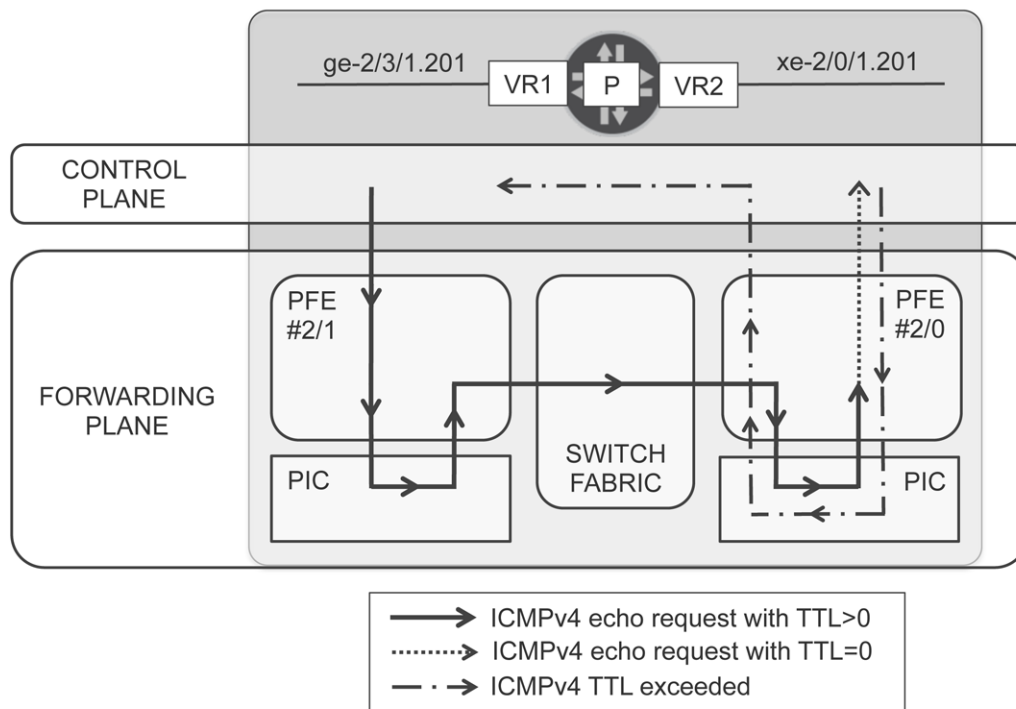 ge-2/3/1.201
VR1
P
VR2
xe-2/0/1.201
CONTROL
PLANE
FORWARDING
PLANE
PFE
#2/1
PIC
SWITCH
FABRIC
PFE
#2/0
PIC
ICMPv4 echo request with TTL>0
ICMPv4 echo request with TTL=0
ICMPv4 TTL exceeded